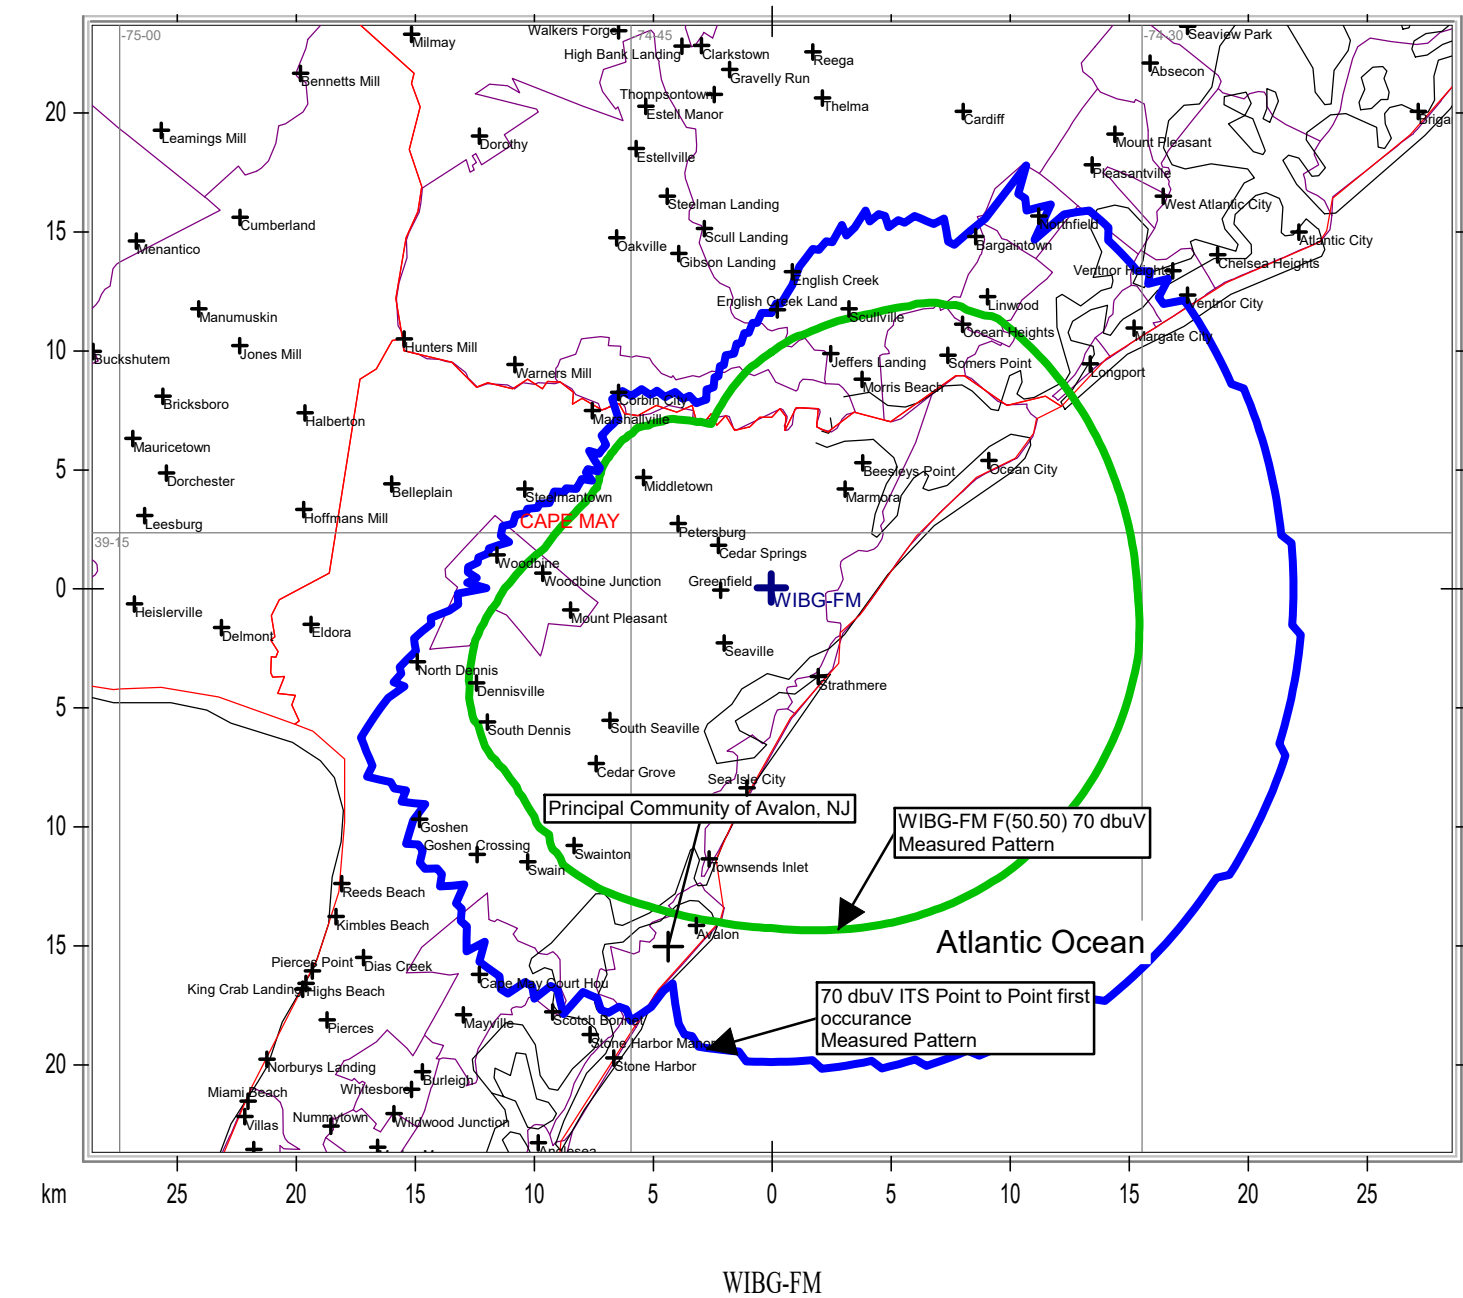 -75-00
-74-45
-74-30
Walkers Forge
Seaview Park
Milmay
High Bank Landing
Clarkstown
Reega
Absecon
Bennetts Mill
Gravelly Run
Thompsontown
Thelma
20
Estell Manor
Cardiff
Briga
Leamings Mill
Dorothy
Mount Pleasant
Estellville
Pleasantville
Steelman Landing
West Atlantic City
15
Cumberland
Northfield
Scull Landing
Atlantic City
Menantico
Oakville
Bargaintown
Gibson Landing
Chelsea Heights
Ventnor Heights
English Creek
English Creek Land
Linwood
Ventnor City
Manumuskin
Scullville
Ocean Heights
Margate City
10
Hunters Mill
Jones Mill
Buckshutem
Jeffers Landing
Somers Point
Longport
Warners Mill
Morris Beach
Bricksboro
Corbin City
Halberton
Marshallville
Mauricetown
5
Dorchester
Beesleys Point
Ocean City
Middletown
Belleplain
Steelmantown
Marmora
Leesburg
Hoffmans Mill
CAPE MAY
Petersburg
39-15
Cedar Springs
Woodbine
Woodbine Junction
Greenfield
0
WIBG-FM
Heislerville
Mount Pleasant
Delmont
Eldora
Seaville
North Dennis
Dennisville
Strathmere
5
South Dennis
South Seaville
Cedar Grove
Sea Isle City
Principal Community of Avalon, NJ
WIBG-FM F(50.50) 70 dbuV
Measured Pattern
10
Goshen
Goshen Crossing
Swainton
Swain
Townsends Inlet
Reeds Beach
Kimbles Beach
Avalon
15
Atlantic Ocean
Pierces Point
Dias Creek
King Crab Landing
Highs Beach
Cape May Court Hou
70 dbuV ITS Point to Point first
occurance
Measured Pattern
Pierces
Mayville
Scotch Bonnet
Stone Harbor Manor
20
Norburys Landing
Stone Harbor
Burleigh
Whitesboro
Miami Beach
Villas
Nummytown
Wildwood Junction
Anglesea
km
25
20
15
10
5
0
5
10
15
20
25
WIBG-FM